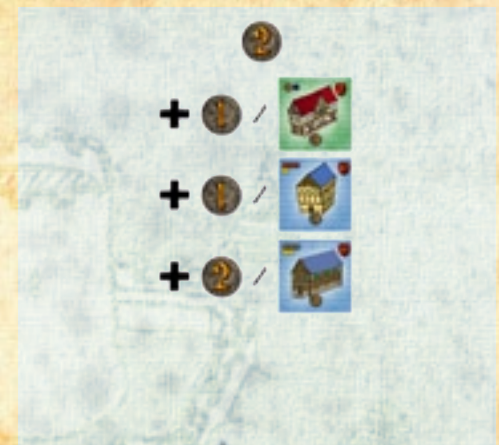 2
+ 1 /
+ 1 /
+ 2 /